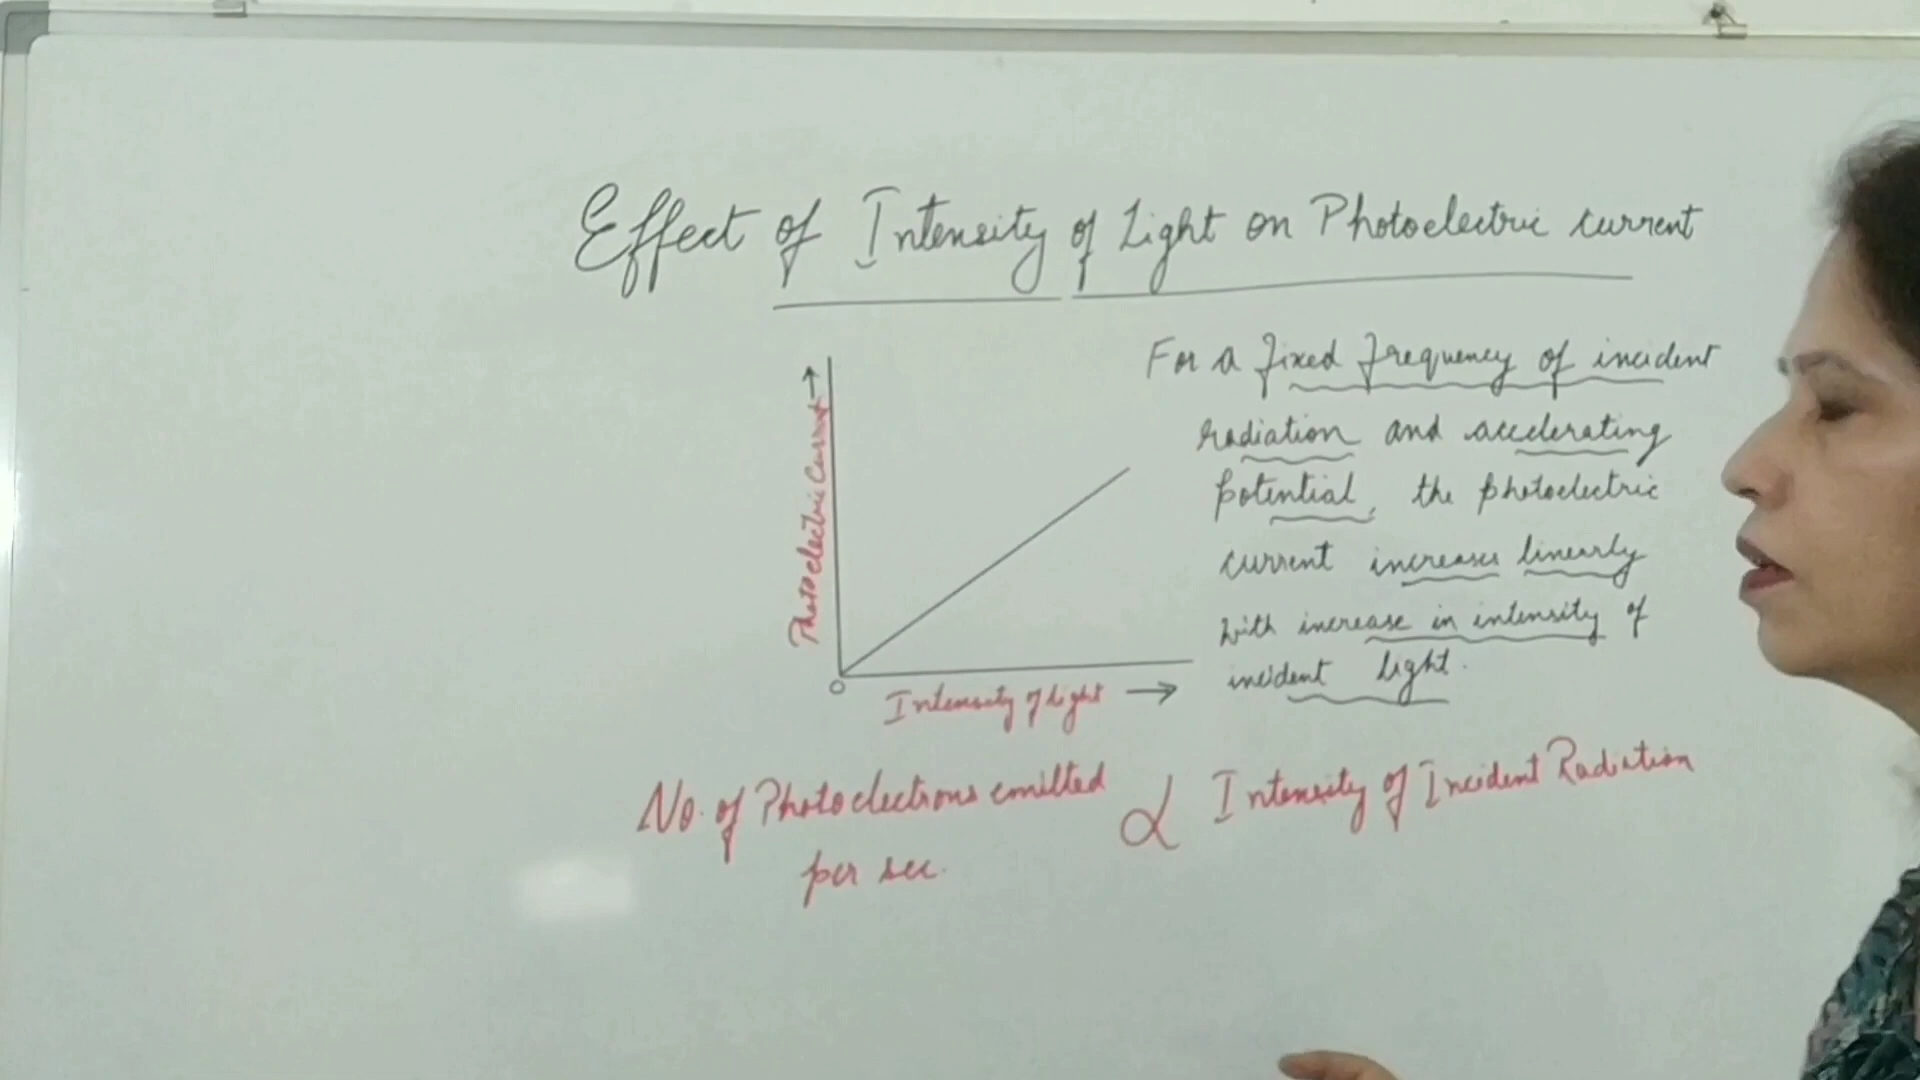 Effect of Intensity of Light on Photoelectric current
Photoelectric Current
For a fixed frequency of incident
radiation and accelerating
potential, the photoelectric
current increases linearly
with increase in intensity of
incident light.
O
Intensity of light
No. of Photoelectrons emitted ∝ Intensity of Incident Radiation
per sec.